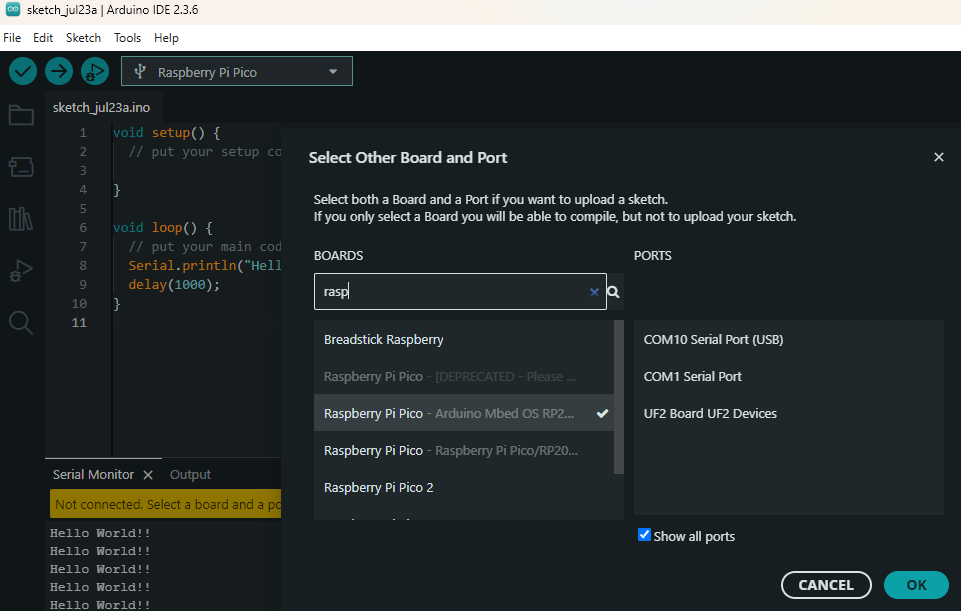 sketch_jul23a | Arduino IDE 2.3.6
File Edit Sketch Tools Help
Raspberry Pi Pico
sketch_jul23a.ino
1 void setup() {
2 // put your setup co
3
4 }
5
6 void loop() {
7 // put your main cod
8 Serial.println("Hell
9 delay(1000);
10 }
11
Serial Monitor Output
Not connected. Select a board and a po
Hello World!!
Hello World!!
Hello World!!
Hello World!!
Hello World!!
Select Other Board and Port
Select both a Board and a Port if you want to upload a sketch.
If you only select a Board you will be able to compile, but not to upload your sketch.
BOARDS
rasp
Breadstick Raspberry
Raspberry Pi Pico - [DEPRECATED - Please ...
Raspberry Pi Pico - Arduino Mbed OS RP2...
Raspberry Pi Pico - Raspberry Pi Pico/RP20...
Raspberry Pi Pico 2
PORTS
COM10 Serial Port (USB)
COM1 Serial Port
UF2 Board UF2 Devices
Show all ports
CANCEL OK